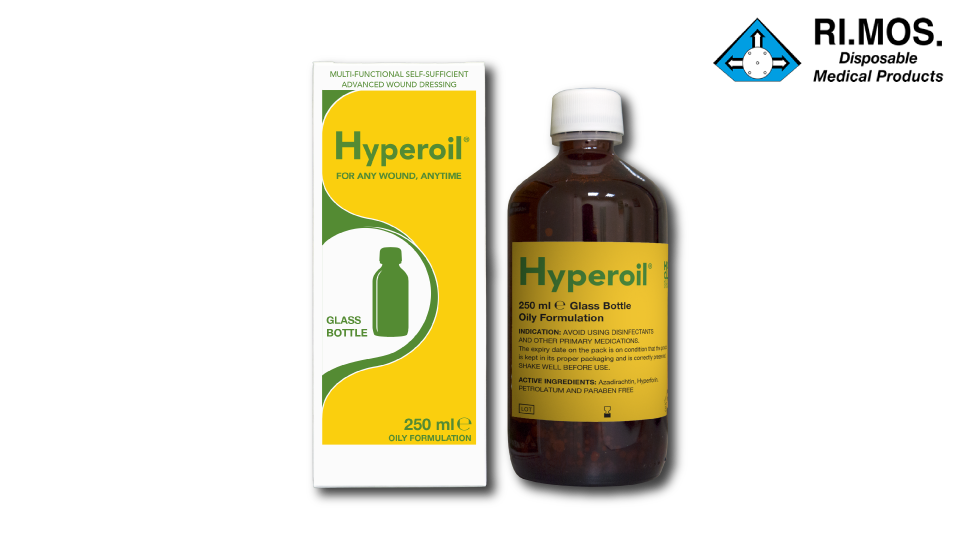 RI.MOS.
Disposable
Medical Products
MULTI-FUNCTIONAL SELF-SUFFICIENT
ADVANCED WOUND DRESSING
Hyperoil®
FOR ANY WOUND, ANYTIME
GLASS
BOTTLE
250 ml ℮
OILY FORMULATION
Hyperoil®
250 ml ℮ Glass Bottle
Oily Formulation
INDICATION: AVOID USING DISINFECTANTS
AND OTHER PRIMARY MEDICATIONS.
The expiry date on the pack is on condition that the
is kept in its proper packaging and is correctly
SHAKE WELL BEFORE USE.
ACTIVE INGREDIENTS: Azadirachtin, Hyperforin,
PETROLATUM AND PARABEN FREE
LOT